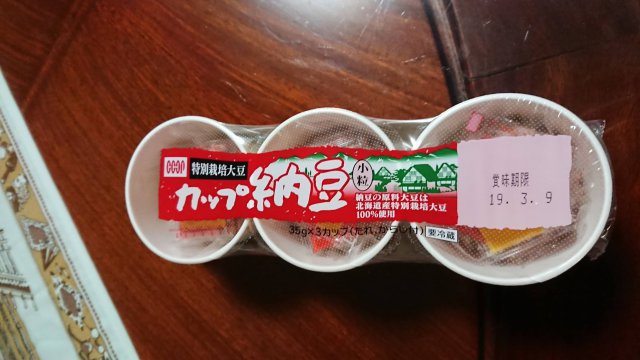 特別栽培大豆
カップ納豆
小粒
納豆の原料大豆は
北海道産特別栽培大豆
100%使用
35g×3カップ(たれ、からし付)
要冷蔵
賞味期限
19. 3. 9